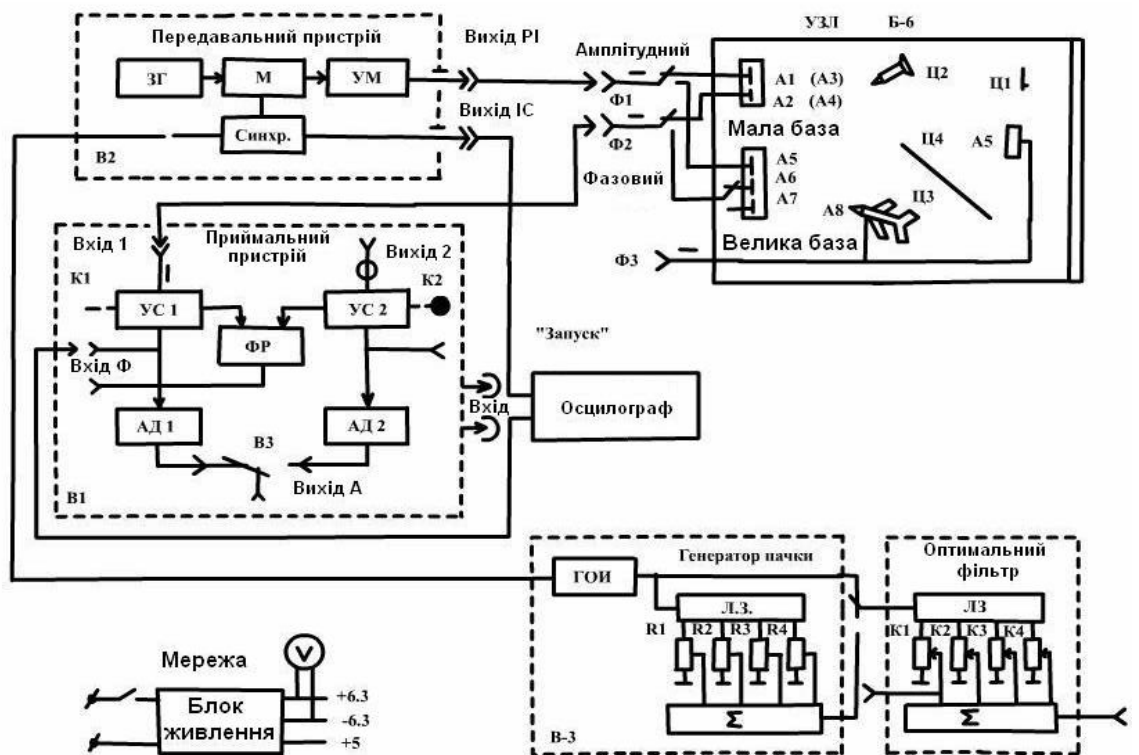 Передавальний пристрій
ЗГ
М
УМ
Синхр.
В2
Вихід РІ
Вихід ІС
Амплітудний
Ф1
Ф2
Фазовий
Ф3
УЗЛ Б-6
А1 (А3)
А2 (А4)
Мала база
А5
А6
А7
Велика база
Ц2
Ц1
Ц4
А5
А8
Ц3
Вхід 1
Приймальний
пристрій
Вихід 2
К1
К2
УС 1
УС 2
ФР
Вхід Ф
АД 1
АД 2
В3
Вихід А
В1
Вхід
"Запуск"
Осцилограф
Генератор пачки
ГОИ
Л.З.
R1 R2 R3 R4
Σ
В-3
Оптимальний
фільтр
ЛЗ
К1 К2 К3 К4
Σ
Мережа
V
Блок
живлення
+6.3
-6.3
+5